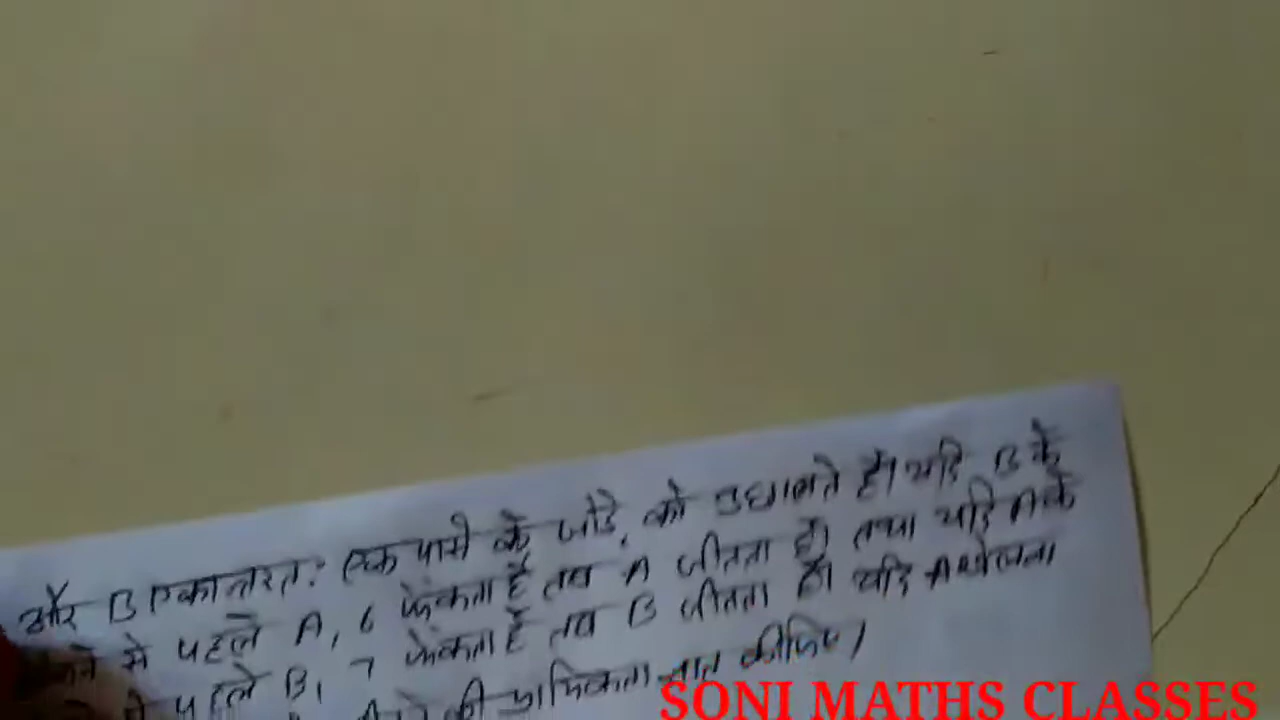 और B एकान्तरतः एक पासे के जोडे, को उछालते है। यदि B के
से पहले A, 6 फेंकता है तब A जीतता है। तथा यदि A के
पहले B, 7 फेंकता है तब B जीतता है। यदि A खेलना
की प्रायिकता ज्ञात कीजिए।
SONI MATHS CLASSES